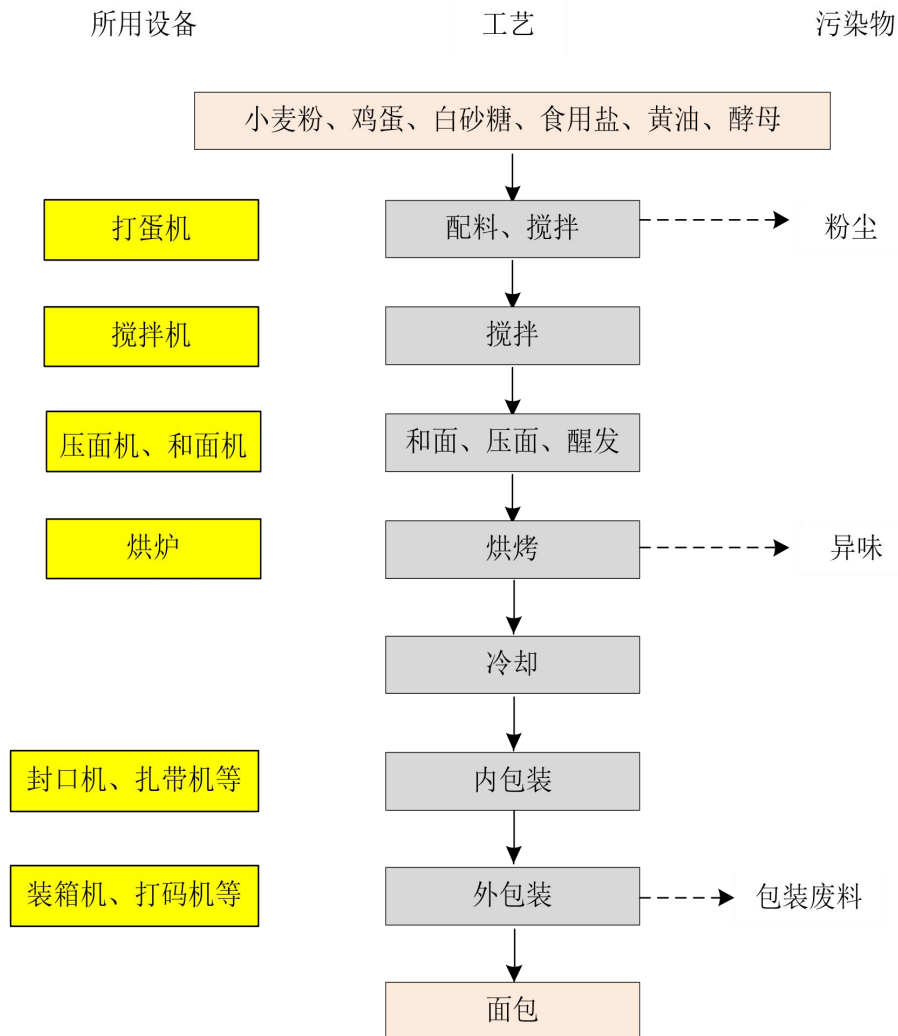 所用设备 工艺 污染物
小麦粉、鸡蛋、白砂糖、食用盐、黄油、酵母
打蛋机 配料、搅拌 粉尘
搅拌机 搅拌
压面机、和面机 和面、压面、醒发
烘炉 烘烤 异味
冷却
封口机、扎带机等 内包装
装箱机、打码机等 外包装 包装废料
面包